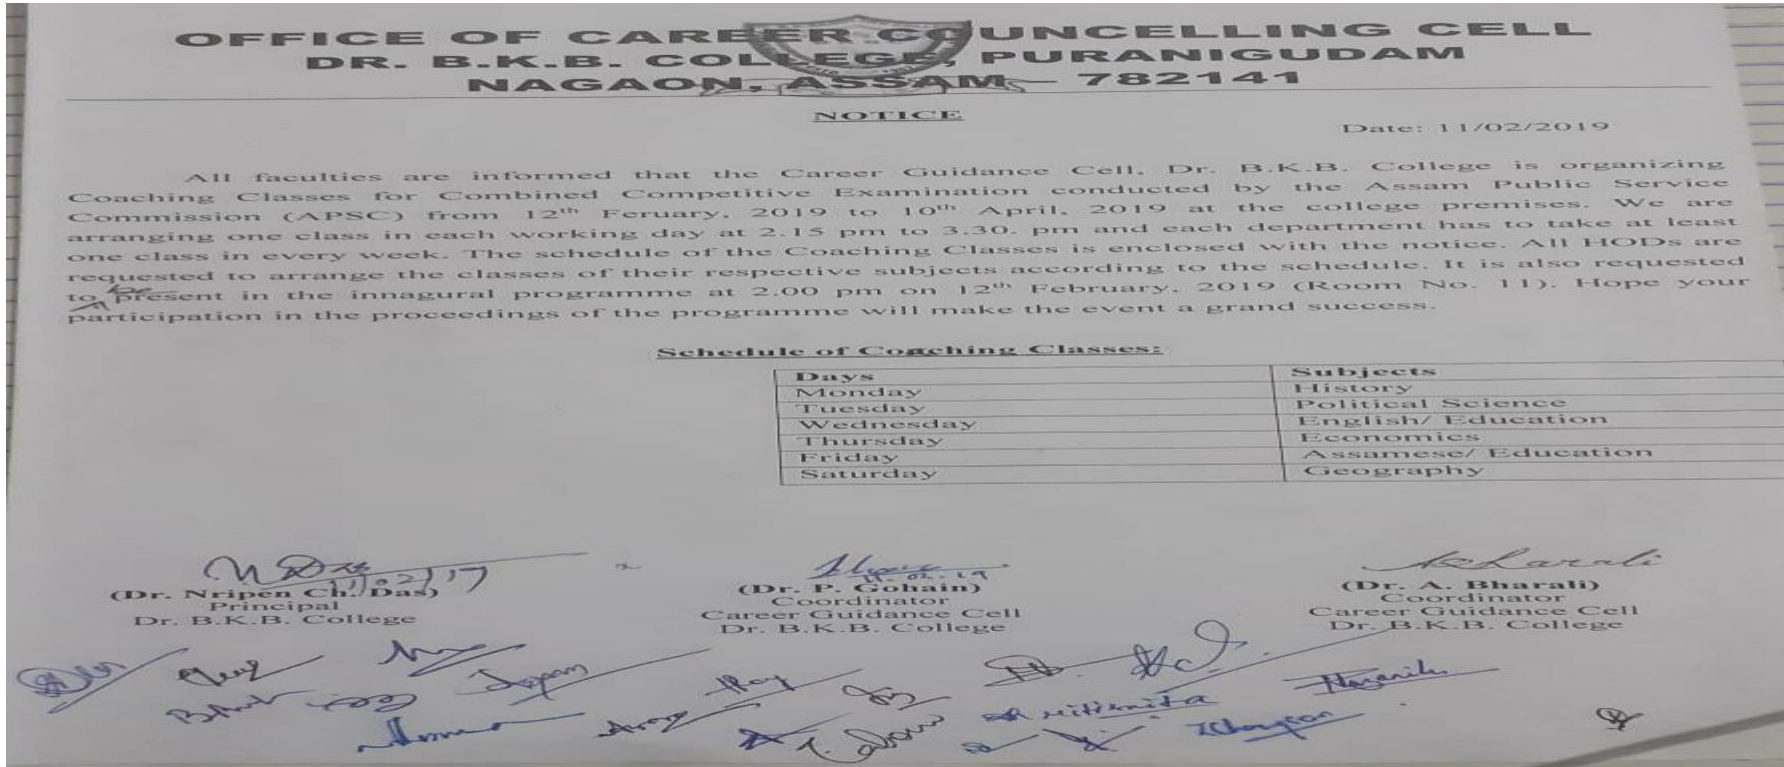 OFFICE OF CAREER COUNCELLING CELL
DR. B.K.B. COLLEGE, PURANIGUDAM
NAGAON, ASSAM – 782141
NOTICE
Date: 11/02/2019
All faculties are informed that the Career Guidance Cell, Dr. B.K.B. College is organizing
Coaching Classes for Combined Competitive Examination conducted by the Assam Public Service
Commission (APSC) from 12th Feruary, 2019 to 10th April, 2019 at the college premises. We are
arranging one class in each working day at 2.15 pm to 3.30. pm and each department has to take at least
one class in every week. The schedule of the Coaching Classes is enclosed with the notice. All HODs are
requested to arrange the classes of their respective subjects according to the schedule. It is also requested
to be present in the innagural programme at 2.00 pm on 12th February, 2019 (Room No. 11). Hope your
participation in the proceedings of the programme will make the event a grand success.
Schedule of Coaching Classes:
Days Subjects
Monday History
Tuesday Political Science
Wednesday English/ Education
Thursday Economics
Friday Assamese/ Education
Saturday Geography
11.02.19
(Dr. Nripen Ch. Das) (Dr. P. Gohain) (Dr. A. Bharali)
Principal Coordinator Coordinator
Dr. B.K.B. College Career Guidance Cell Career Guidance Cell
Dr. B.K.B. College Dr. B.K.B. College